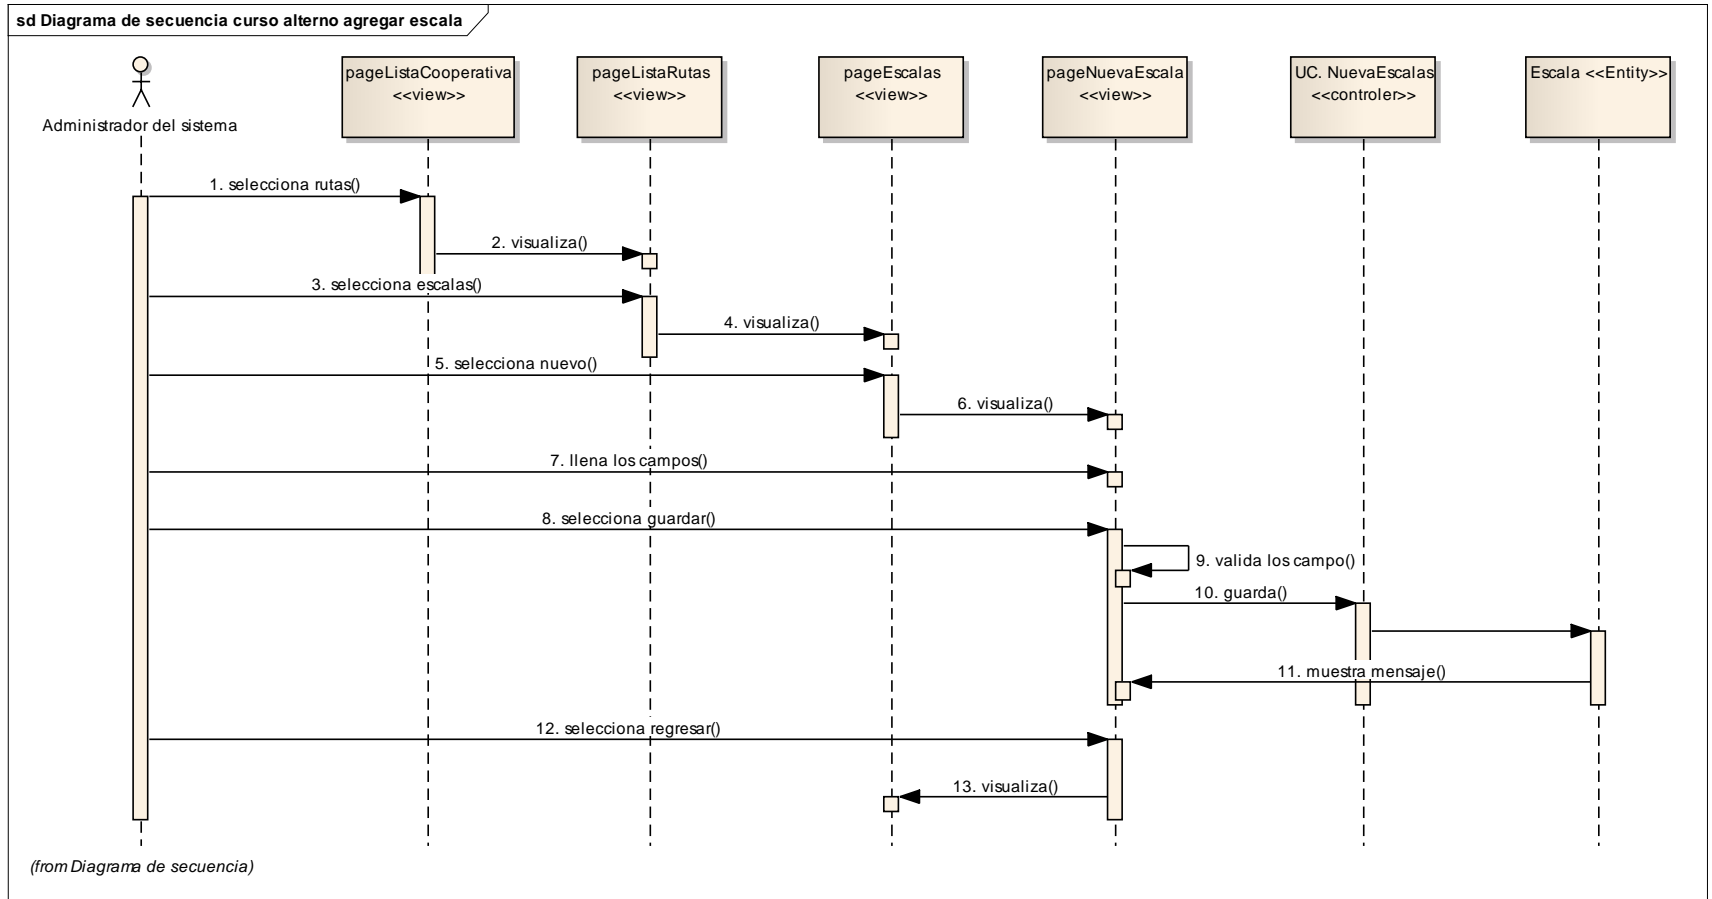 sd Diagrama de secuencia curso alterno agregar escala
Administrador del sistema
pageListaCooperativa
<<view>>
pageListaRutas
<<view>>
pageEscalas
<<view>>
pageNuevaEscala
<<view>>
UC. NuevaEscalas
<<controler>>
Escala <<Entity>>
1. selecciona rutas()
2. visualiza()
3. selecciona escalas()
4. visualiza()
5. selecciona nuevo()
6. visualiza()
7. llena los campos()
8. selecciona guardar()
9. valida los campo()
10. guarda()
11. muestra mensaje()
12. selecciona regresar()
13. visualiza()
(from Diagrama de secuencia)